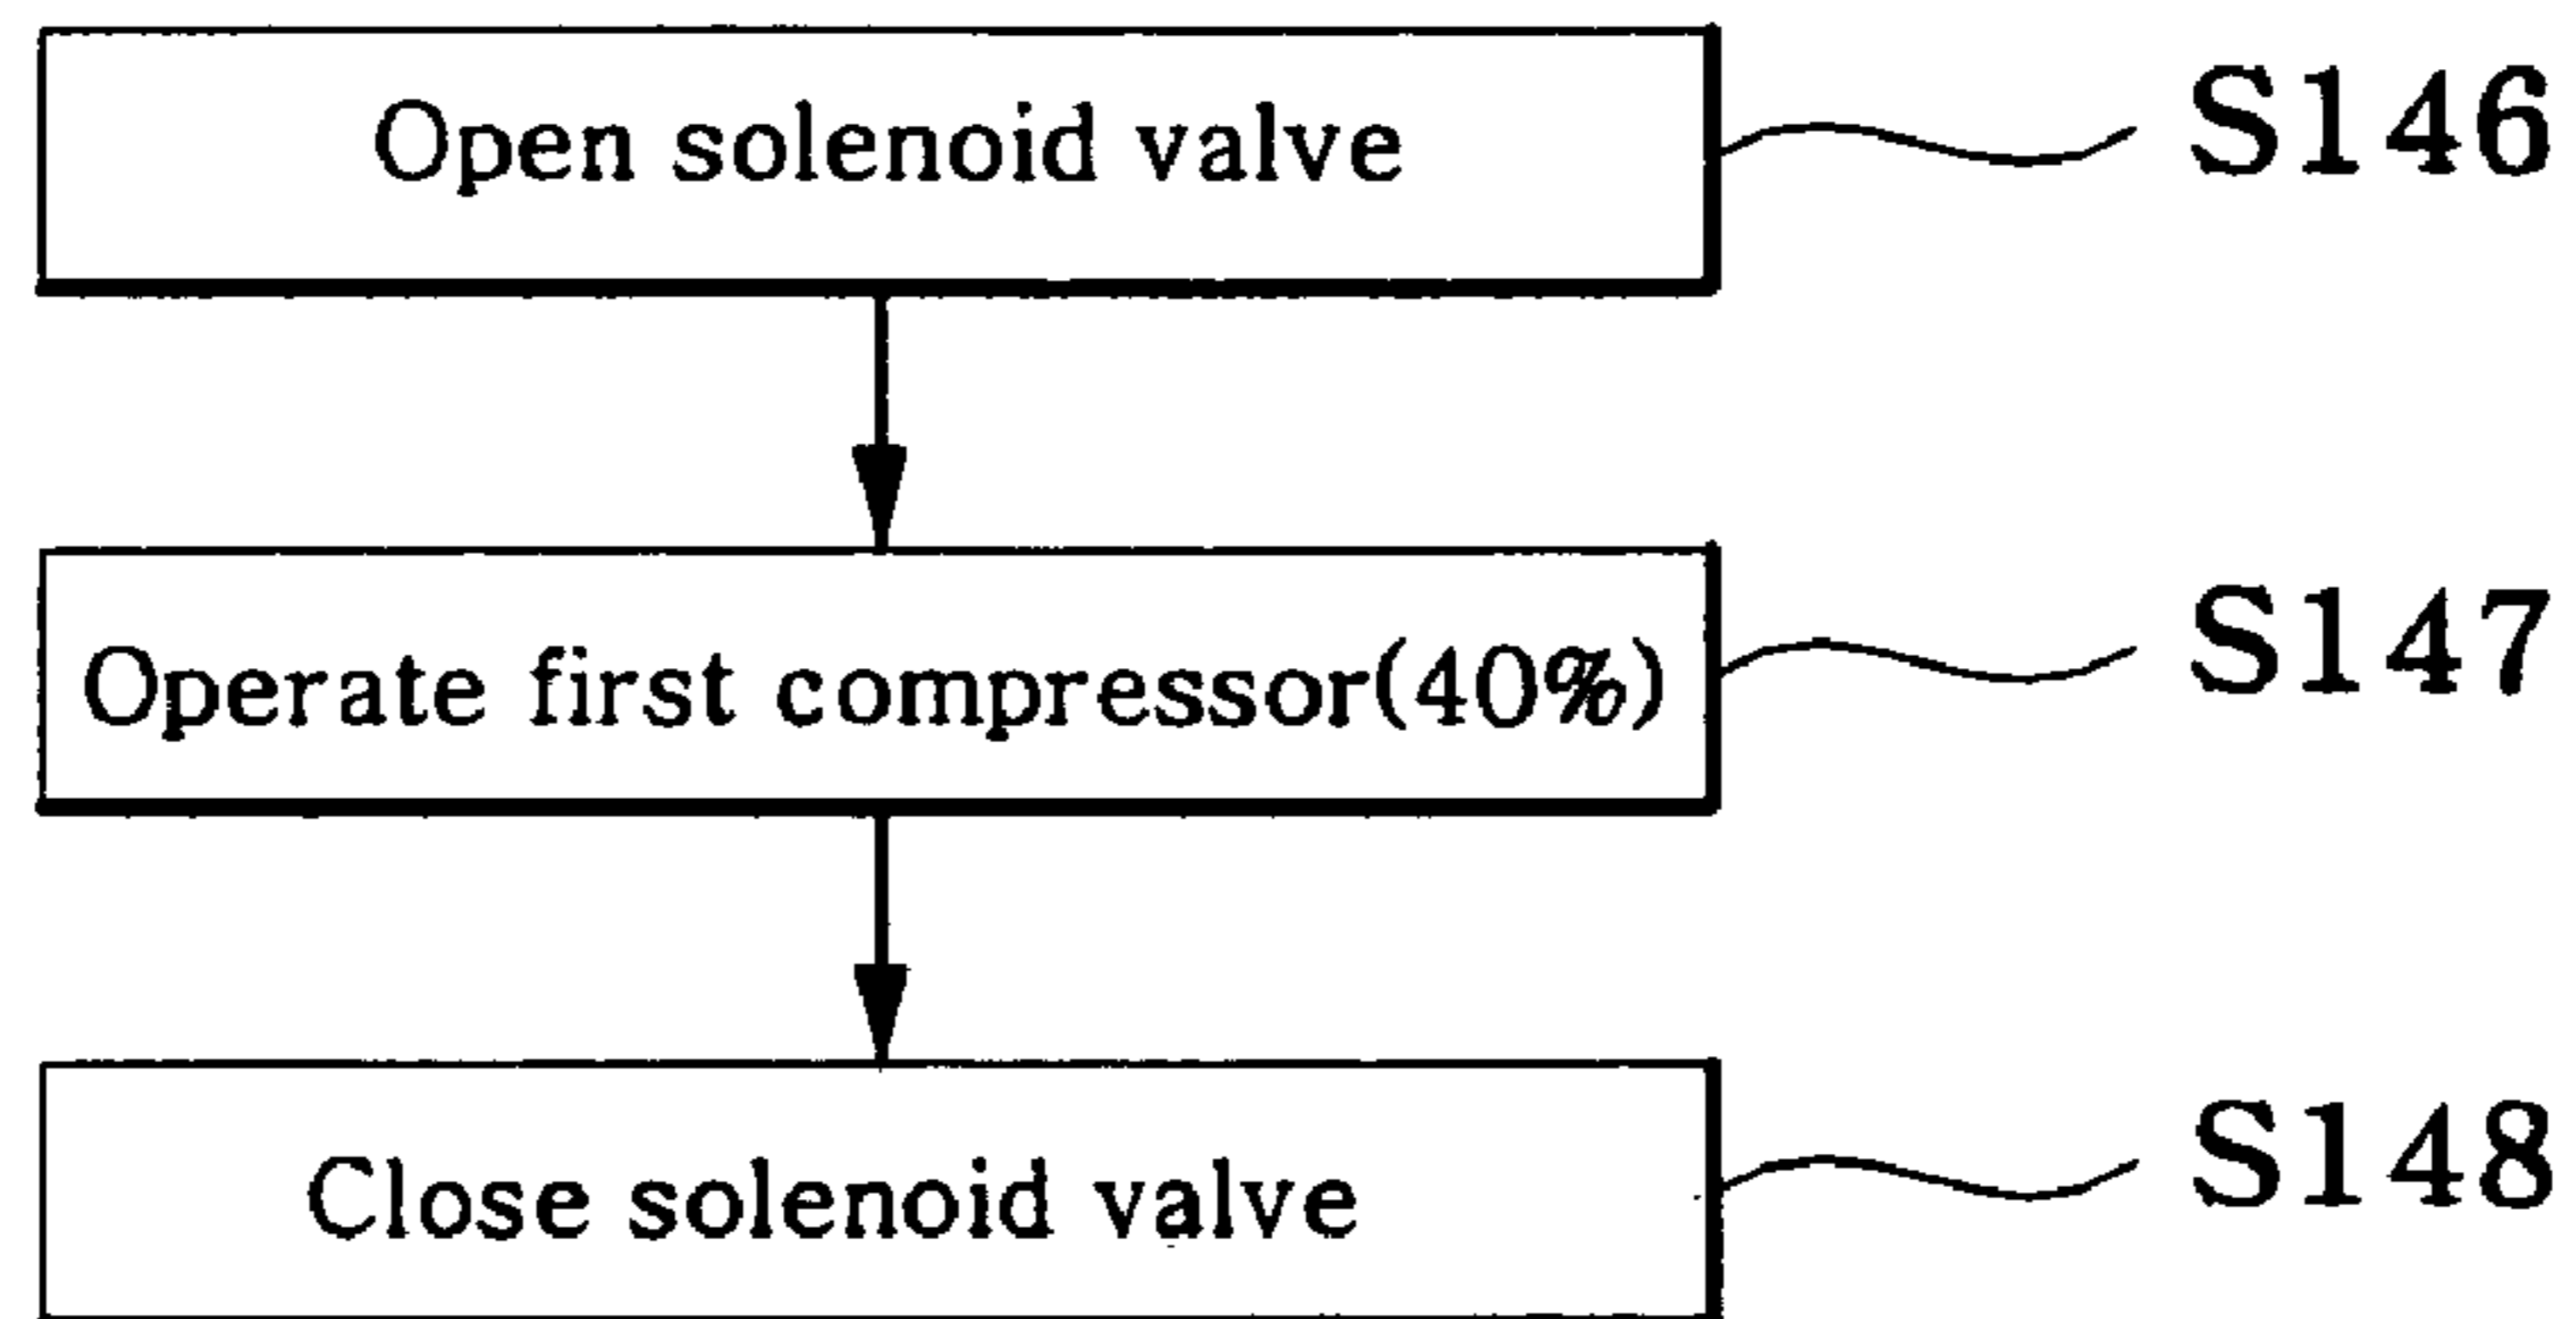 Open solenoid valve S146
Operate first compressor(40%) S147
Close solenoid valve S148